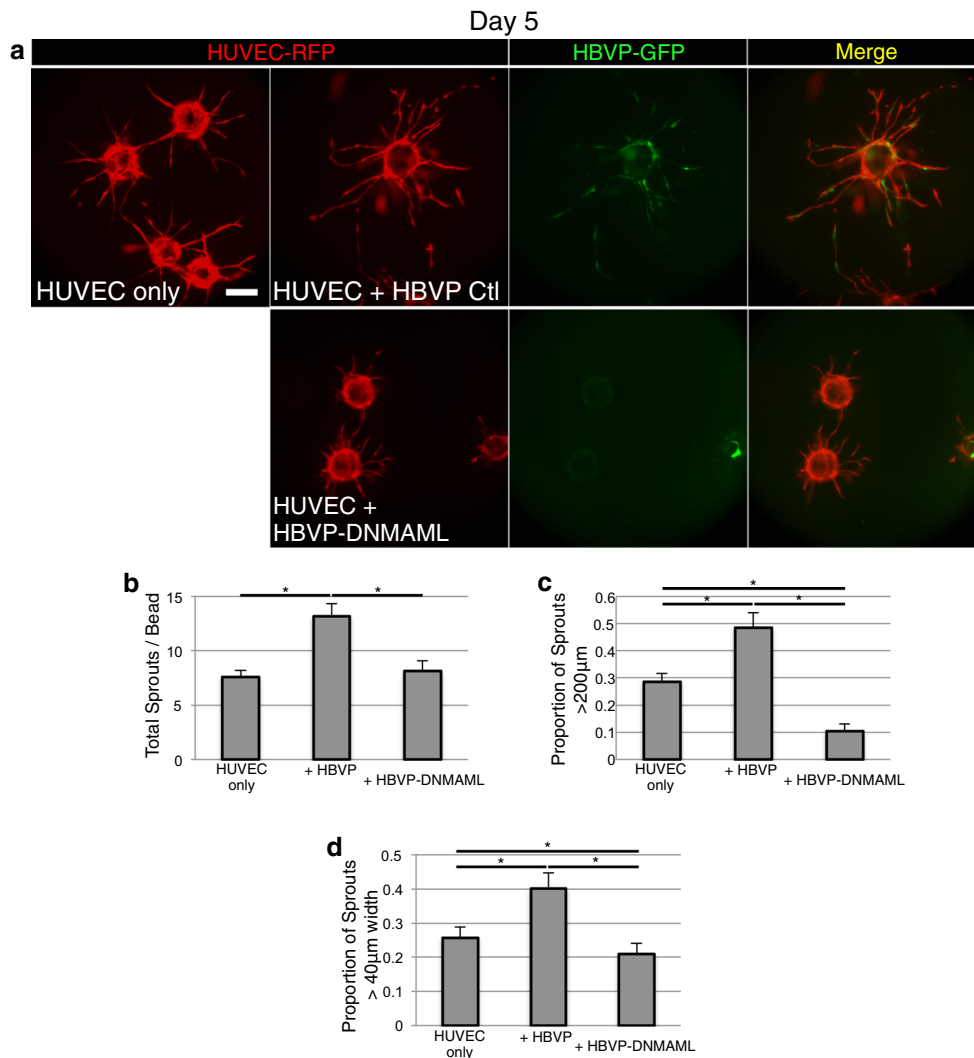 Day 5
a
HUVEC-RFP
HBVP-GFP
Merge
HUVEC only
HUVEC + HBVP Ctl
HUVEC +
HBVP-DNMAML
b
Total Sprouts / Bead
15
10
5
0
*
*
HUVEC
only
+ HBVP
+ HBVP-DNMAML
c
Proportion of Sprouts
>200µm
0.6
0.5
0.4
0.3
0.2
0.1
0
*
*
*
HUVEC
only
+ HBVP
+ HBVP-DNMAML
d
Proportion of Sprouts
> 40µm width
0.5
0.4
0.3
0.2
0.1
0
*
*
*
HUVEC
only
+ HBVP
+ HBVP-DNMAML